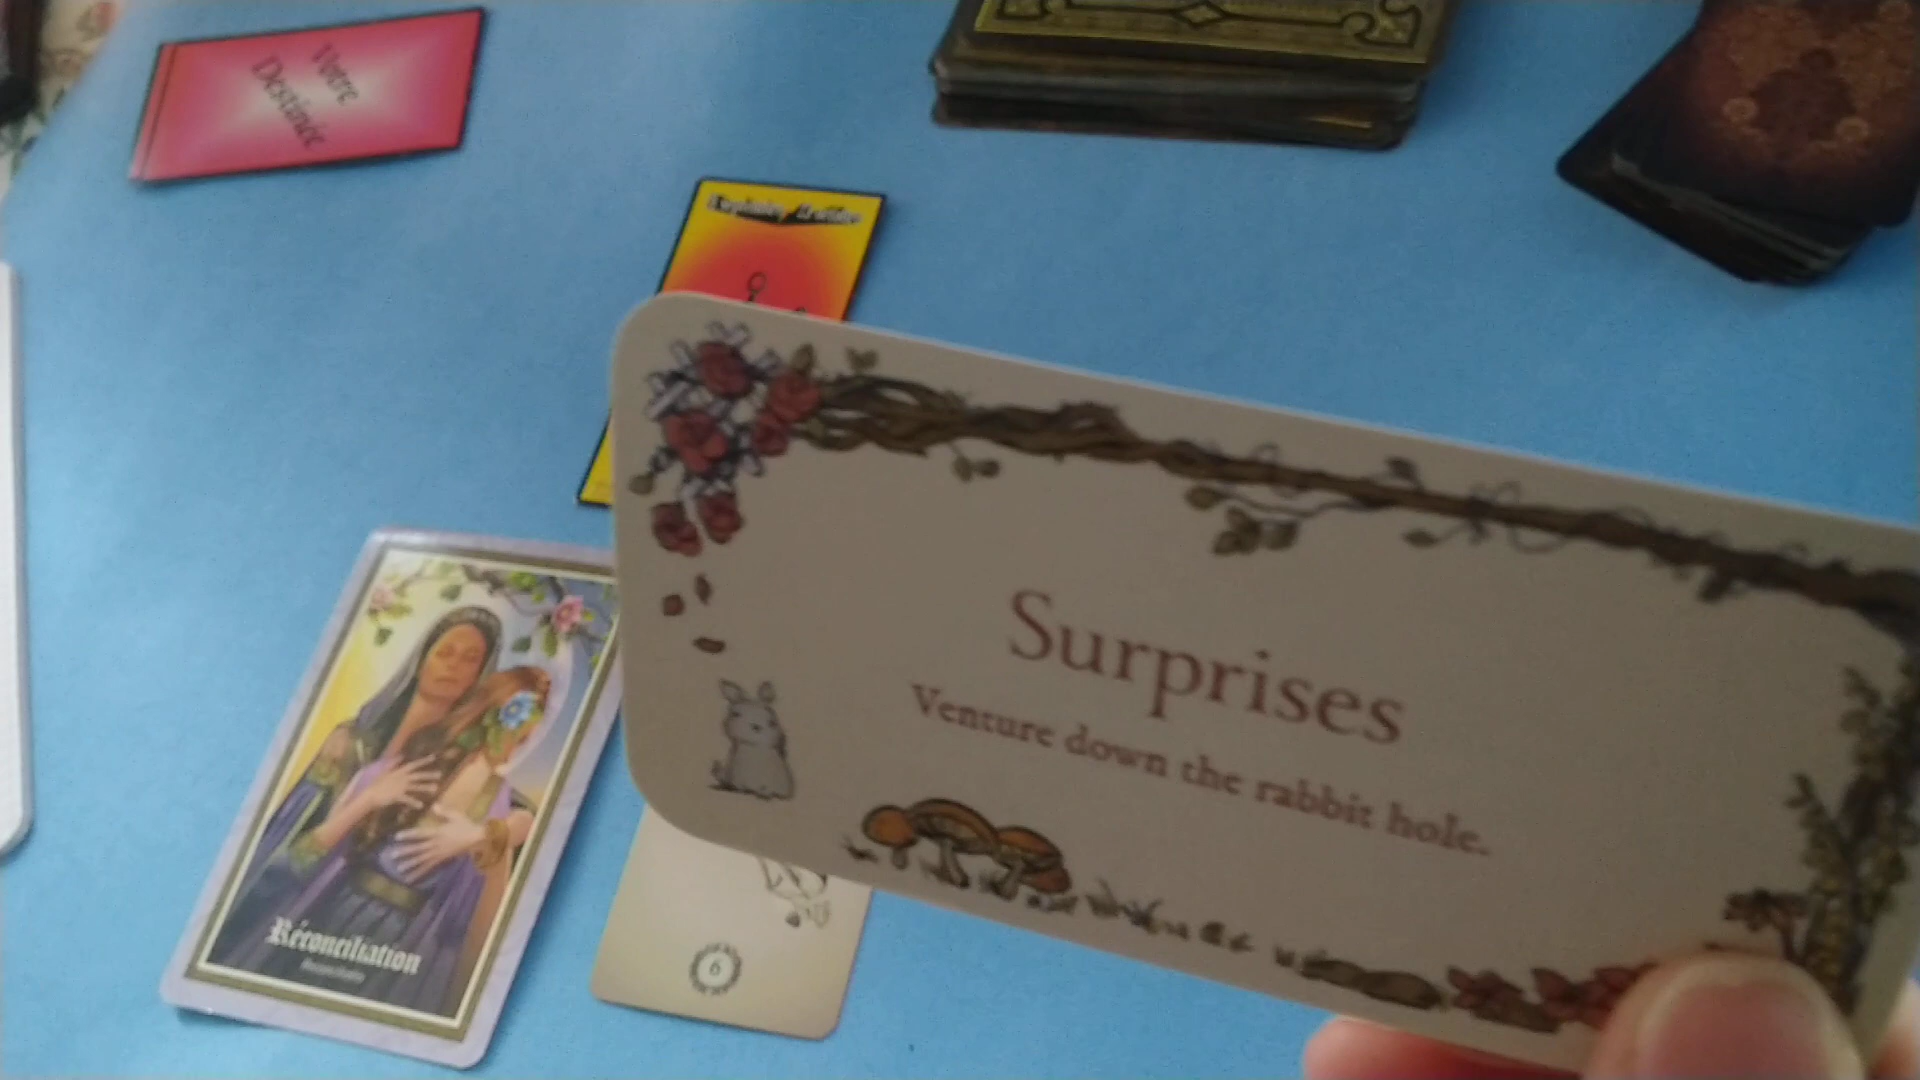 Votre
Destinée
Surprises
Venture down the rabbit hole.
Réconciliation
6